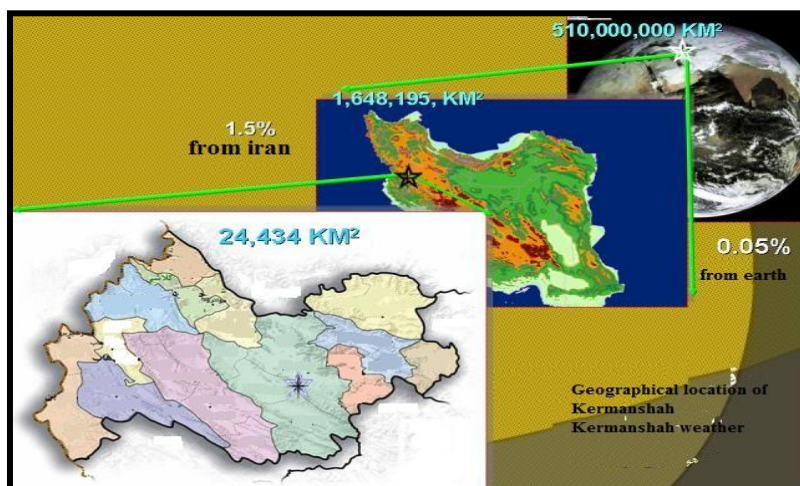 510,000,000 KM²
1,648,195, KM²
1.5%
from iran
24,434 KM²
0.05%
from earth
Geographical location of
Kermanshah
Kermanshah weather